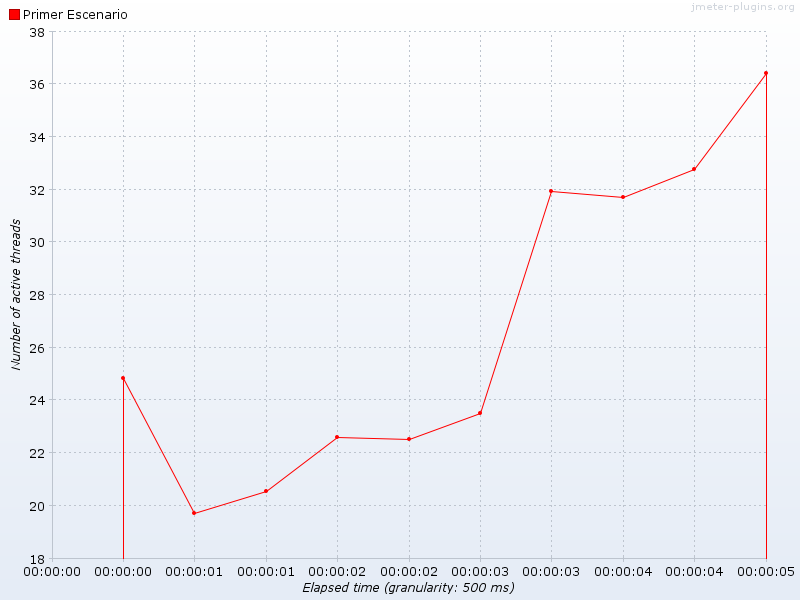 jmeter-plugins.org
Primer Escenario
38
36
34
32
30
28
26
24
22
20
18
Number of active threads
00:00:00 00:00:00 00:00:01 00:00:01 00:00:02 00:00:02 00:00:03 00:00:03 00:00:04 00:00:04 00:00:05
Elapsed time (granularity: 500 ms)